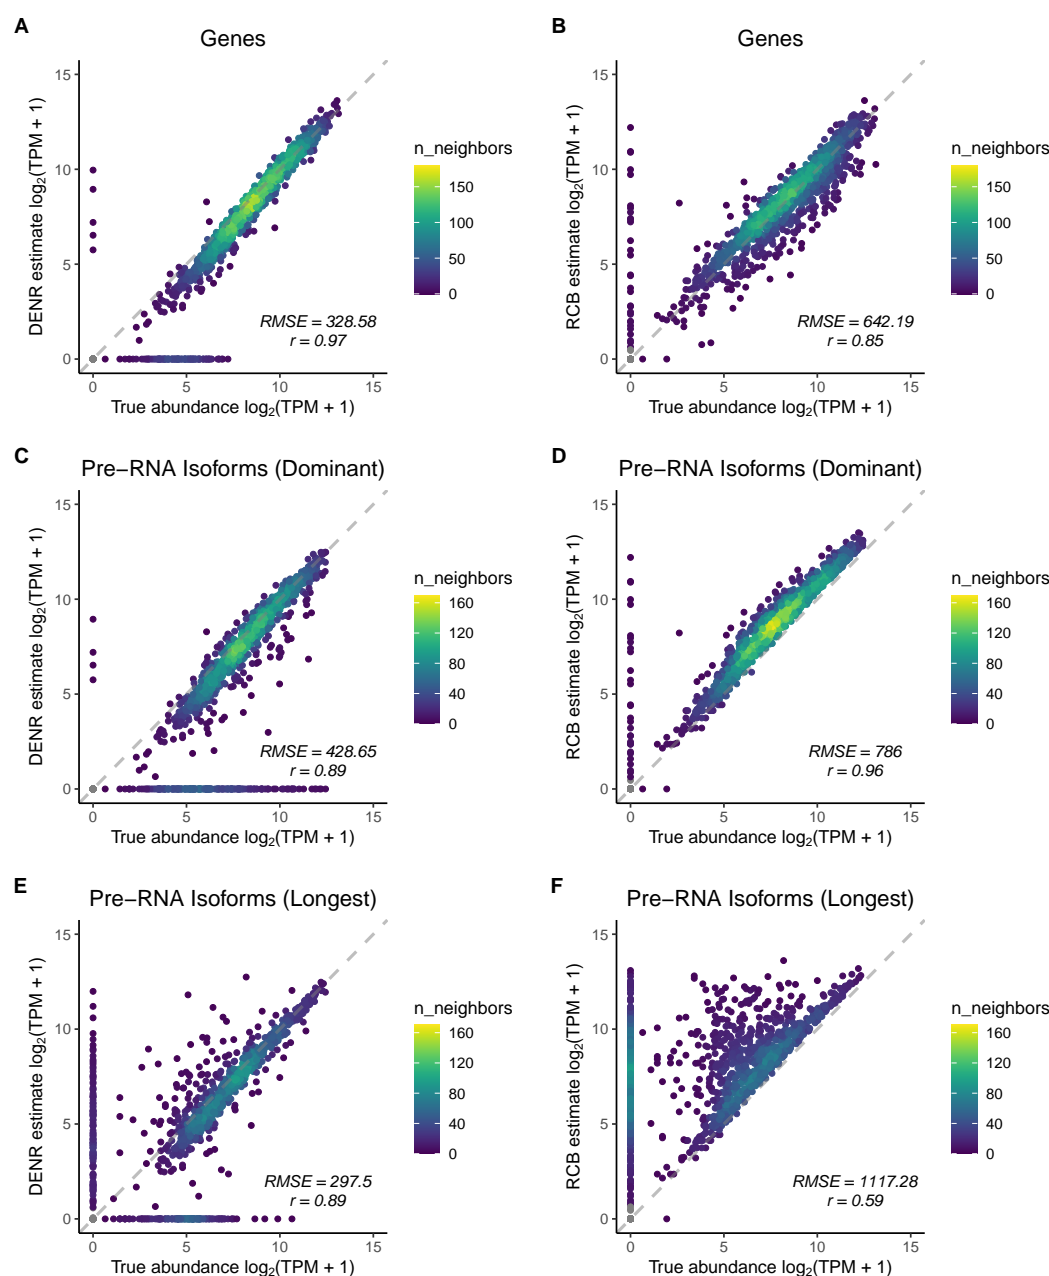 A
Genes
DENR estimate log₂(TPM + 1)
15
10
5
0
0 5 10 15
True abundance log₂(TPM + 1)
RMSE = 328.58
r = 0.97
n_neighbors
150
100
50
0
B
Genes
RCB estimate log₂(TPM + 1)
15
10
5
0
0 5 10 15
True abundance log₂(TPM + 1)
RMSE = 642.19
r = 0.85
n_neighbors
150
100
50
0
C
Pre−RNA Isoforms (Dominant)
DENR estimate log₂(TPM + 1)
15
10
5
0
0 5 10 15
True abundance log₂(TPM + 1)
RMSE = 428.65
r = 0.89
n_neighbors
160
120
80
40
0
D
Pre−RNA Isoforms (Dominant)
RCB estimate log₂(TPM + 1)
15
10
5
0
0 5 10 15
True abundance log₂(TPM + 1)
RMSE = 786
r = 0.96
n_neighbors
160
120
80
40
0
E
Pre−RNA Isoforms (Longest)
DENR estimate log₂(TPM + 1)
15
10
5
0
0 5 10 15
True abundance log₂(TPM + 1)
RMSE = 297.5
r = 0.89
n_neighbors
160
120
80
40
0
F
Pre−RNA Isoforms (Longest)
RCB estimate log₂(TPM + 1)
15
10
5
0
0 5 10 15
True abundance log₂(TPM + 1)
RMSE = 1117.28
r = 0.59
n_neighbors
160
120
80
40
0